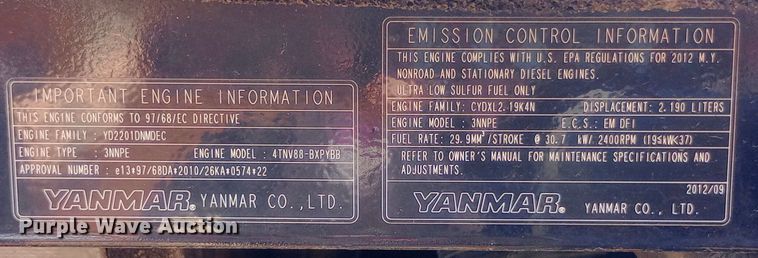 IMPORTANT ENGINE INFORMATION
THIS ENGINE CONFORMS TO 97/68/EC DIRECTIVE
ENGINE FAMILY : YD2201DNMDEC
ENGINE TYPE : 3NNPE ENGINE MODEL : 4TNV88-BXPYBB
APPROVAL NUMBER : e13*97/68DA*2010/26KA*0574*22
YANMAR® YANMAR CO., LTD.
EMISSION CONTROL INFORMATION
THIS ENGINE COMPLIES WITH U.S. EPA REGULATIONS FOR 2012 M.Y.
NONROAD AND STATIONARY DIESEL ENGINES.
ULTRA LOW SULFUR FUEL ONLY
ENGINE FAMILY: CYDXL2.19K4N DISPLACEMENT: 2.190 LITERS
ENGINE MODEL: 3NNPE E.C.S.: EM DFI
FUEL RATE: 29.9MM³/STROKE @ 30.7 kW/ 2400RPM (19≤kW<37)
REFER TO OWNER'S MANUAL FOR MAINTENANCE SPECIFICATIONS AND
ADJUSTMENTS.
2012/09
YANMAR® YANMAR CO., LTD.
Purple Wave Auction